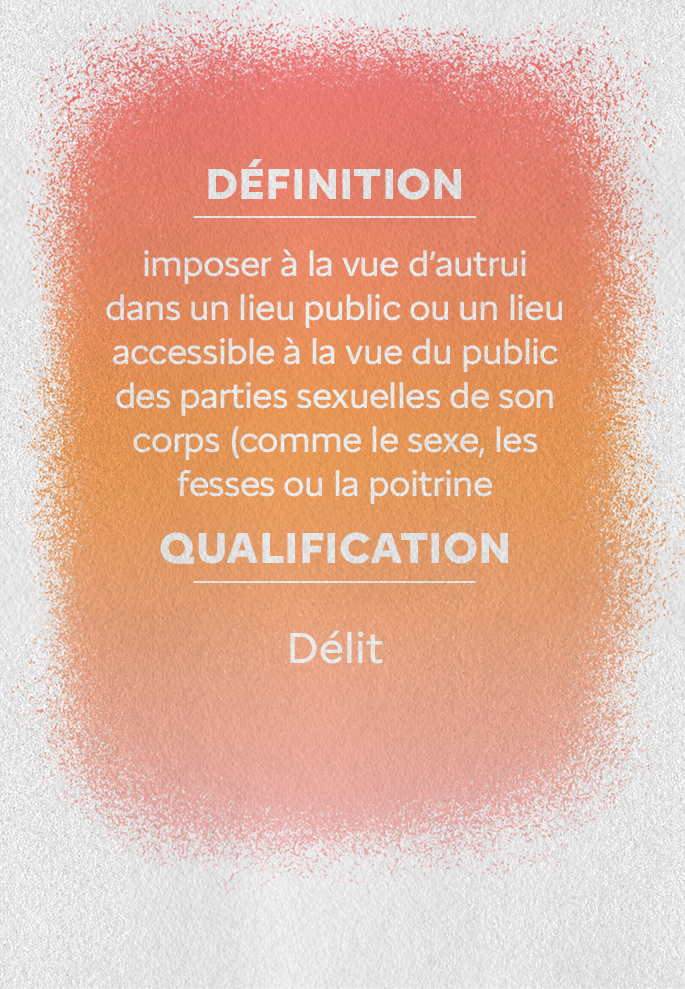 DÉFINITION
imposer à la vue d’autrui
dans un lieu public ou un lieu
accessible à la vue du public
des parties sexuelles de son
corps (comme le sexe, les
fesses ou la poitrine
QUALIFICATION
Délit